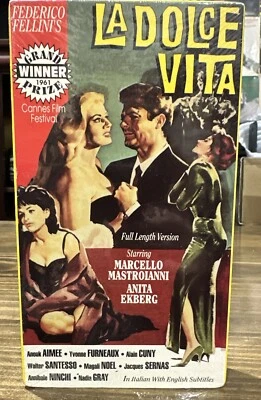 FEDERICO
FELLINI'S
LA DOLCE
VITA
GRAND
WINNER
1961
PRIZE
Cannes Film
Festival
Full Length Version
Starring
MARCELLO
MASTROIANNI
ANITA
EKBERG
Anouk AIMEE • Yvonne FURNEAUX • Alain CUNY
Walter SANTESSO • Magali NOEL • Jacques SERNAS
Annibale NINCHI • Nadin GRAY
In Italian With English Subtitles